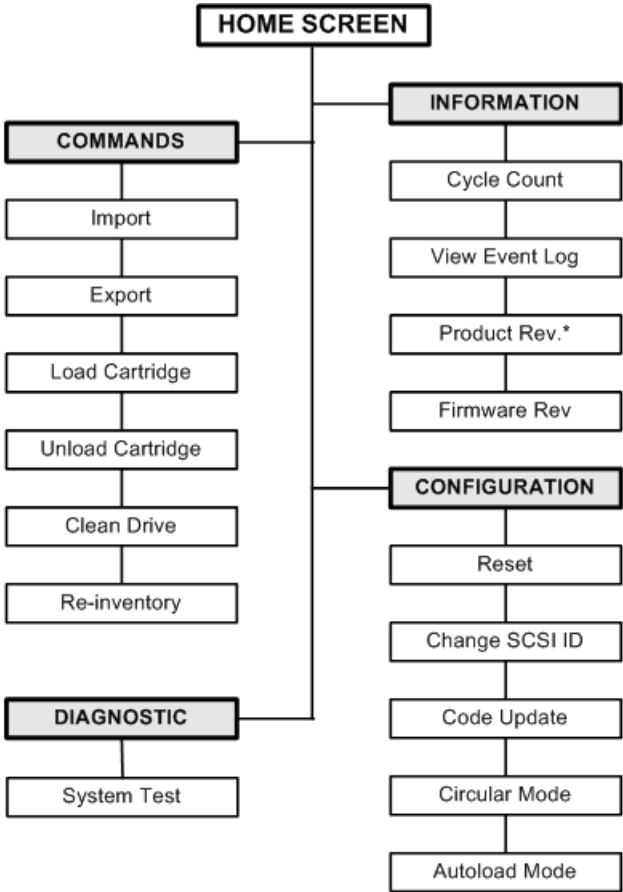 HOME SCREEN
COMMANDS
Import
Export
Load Cartridge
Unload Cartridge
Clean Drive
Re-inventory
DIAGNOSTIC
System Test
INFORMATION
Cycle Count
View Event Log
Product Rev.*
Firmware Rev
CONFIGURATION
Reset
Change SCSI ID
Code Update
Circular Mode
Autoload Mode